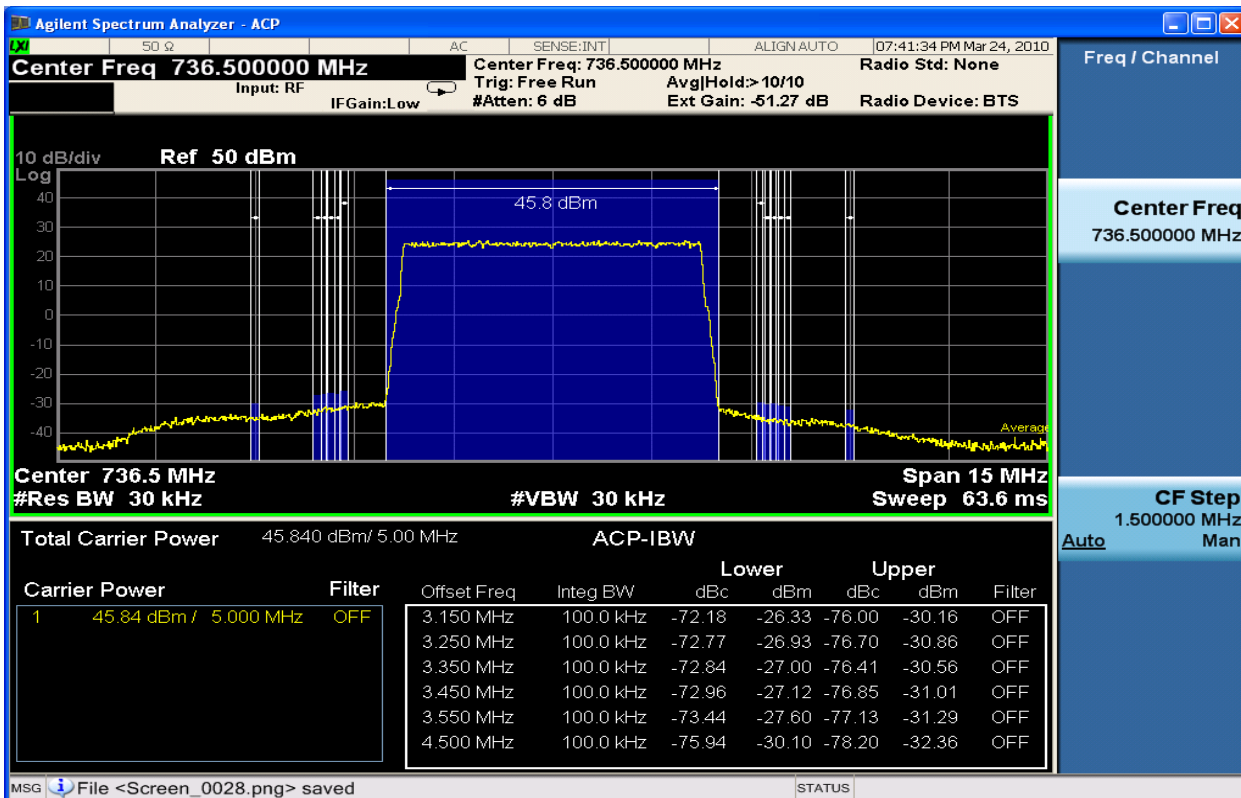 Agilent Spectrum Analyzer - ACP
LXI 50 Ω AC SENSE:INT ALIGN AUTO 07:41:34 PM Mar 24, 2010
Center Freq 736.500000 MHz
Input: RF
IFGain:Low
Center Freq: 736.500000 MHz
Trig: Free Run
#Atten: 6 dB
Avg|Hold:>10/10
Ext Gain: -51.27 dB
Radio Std: None
Radio Device: BTS
10 dB/div Ref 50 dBm
Log
40
45.8 dBm
30
20
10
0
-10
-20
-30
-40
Average
Center 736.5 MHz Span 15 MHz
#Res BW 30 kHz #VBW 30 kHz Sweep 63.6 ms
Total Carrier Power 45.840 dBm/ 5.00 MHz ACP-IBW
Lower Upper
Carrier Power Filter
1 45.84 dBm / 5.000 MHz OFF
Offset Freq Integ BW dBc dBm dBc dBm Filter
3.150 MHz 100.0 kHz -72.18 -26.33 -76.00 -30.16 OFF
3.250 MHz 100.0 kHz -72.77 -26.93 -76.70 -30.86 OFF
3.350 MHz 100.0 kHz -72.84 -27.00 -76.41 -30.56 OFF
3.450 MHz 100.0 kHz -72.96 -27.12 -76.85 -31.01 OFF
3.550 MHz 100.0 kHz -73.44 -27.60 -77.13 -31.29 OFF
4.500 MHz 100.0 kHz -75.94 -30.10 -78.20 -32.36 OFF
Freq / Channel
Center Freq
736.500000 MHz
CF Step
1.500000 MHz
Auto Man
MSG File <Screen_0028.png> saved STATUS